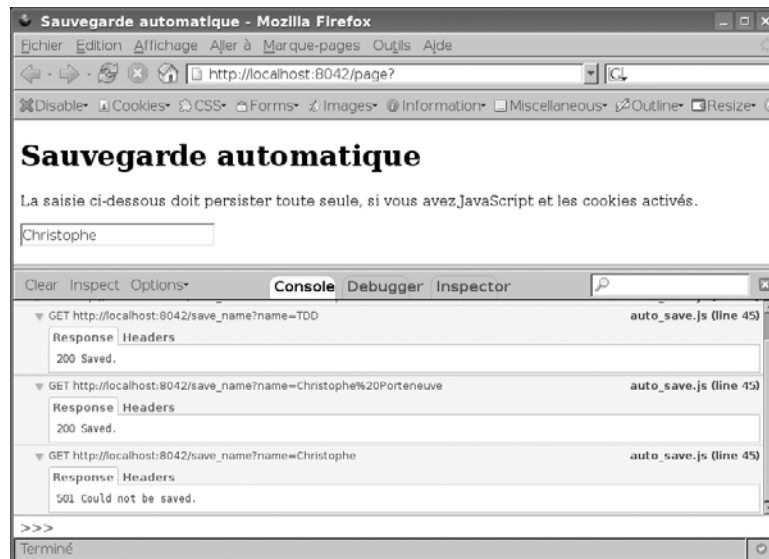 Sauvegarde automatique - Mozilla Firefox
Fichier Edition Affichage Aller à Marque-pages Outils Aide
http://localhost:8042/page?
Disable Cookies CSS Forms Images Information Miscellaneous Outline Resize
Sauvegarde automatique
La saisie ci-dessous doit persister toute seule, si vous avez JavaScript et les cookies activés.
Christophe
Clear Inspect Options Console Debugger Inspector
GET http://localhost:8042/save_name?name=TDD auto_save.js (line 45)
Response Headers
200 Saved.
GET http://localhost:8042/save_name?name=Christophe%20Porteneuve auto_save.js (line 45)
Response Headers
200 Saved.
GET http://localhost:8042/save_name?name=Christophe auto_save.js (line 45)
Response Headers
501 Could not be saved.
>>>
Terminé